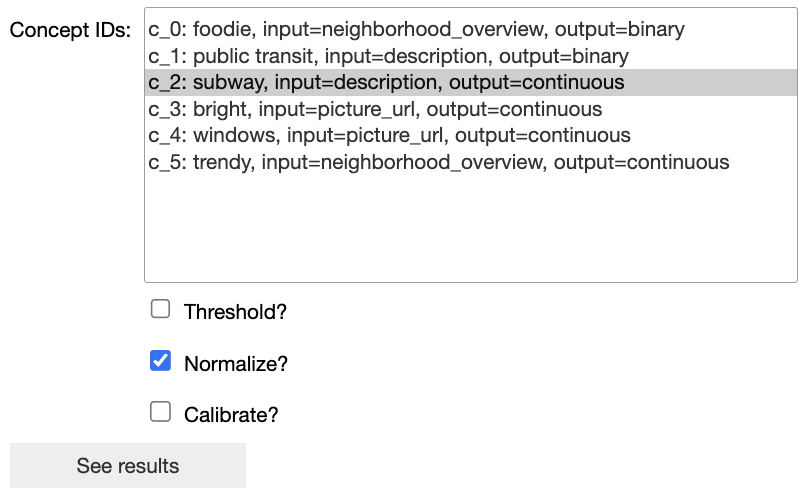 Concept IDs:
c_0: foodie, input=neighborhood_overview, output=binary
c_1: public transit, input=description, output=binary
c_2: subway, input=description, output=continuous
c_3: bright, input=picture_url, output=continuous
c_4: windows, input=picture_url, output=continuous
c_5: trendy, input=neighborhood_overview, output=continuous
Threshold?
Normalize?
Calibrate?
See results